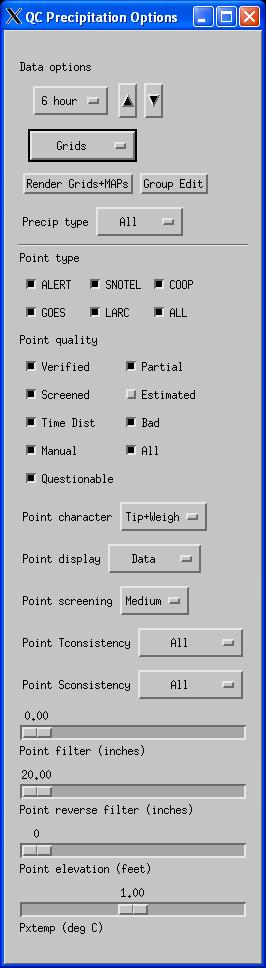 QC Precipitation Options
Data options
6 hour
Grids
Render Grids+MAPs Group Edit
Precip type All
Point type
ALERT SNOTEL COOP
GOES LARC ALL
Point quality
Verified Partial
Screened Estimated
Time Dist Bad
Manual All
Questionable
Point character Tip+Weigh
Point display Data
Point screening Medium
Point Tconsistency All
Point Sconsistency All
0.00
Point filter (inches)
20.00
Point reverse filter (inches)
0
Point elevation (feet)
1.00
Pxtemp (deg C)